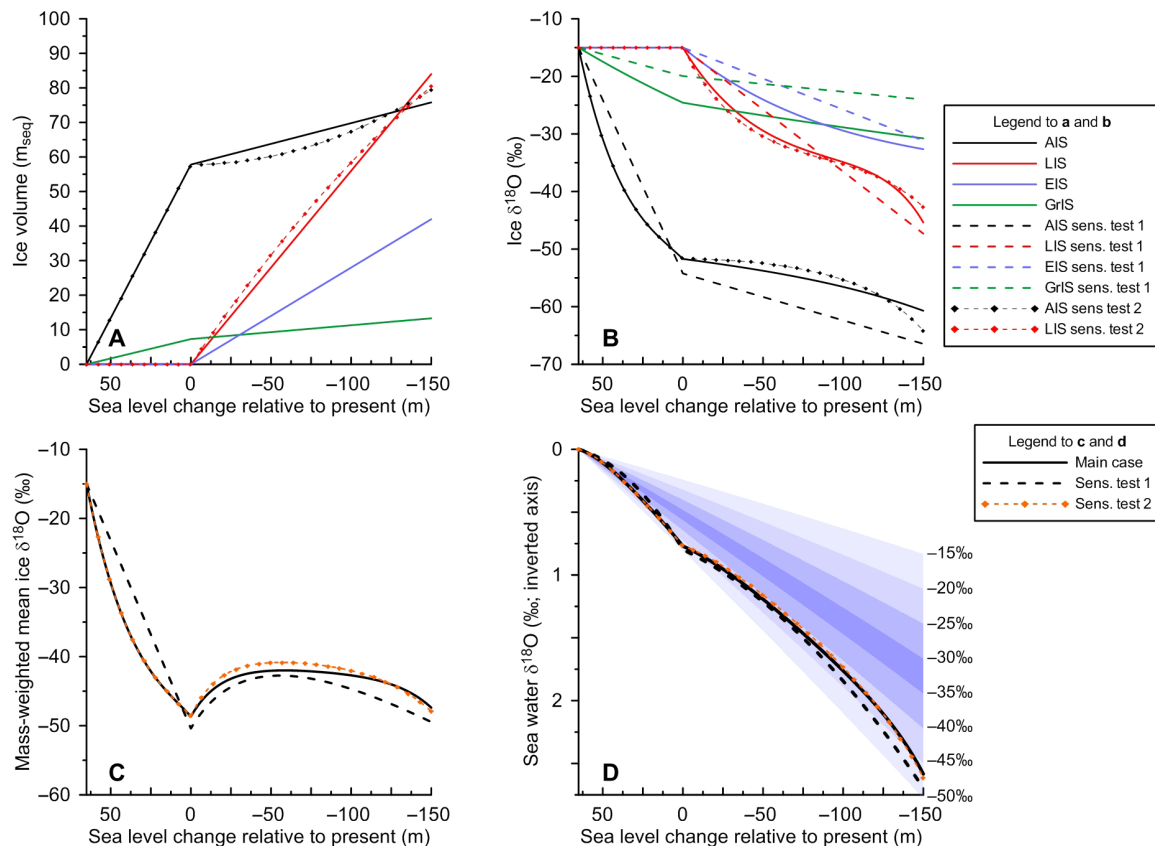 100
90
80
70
60
50
40
30
20
10
0
Ice volume (mseq)
A
50 0 –50 –100 –150
Sea level change relative to present (m)
–10
–20
–30
–40
–50
–60
–70
Ice δ18O (‰)
B
50 0 –50 –100 –150
Sea level change relative to present (m)
Legend to a and b
AIS
LIS
EIS
GrIS
AIS sens. test 1
LIS sens. test 1
EIS sens. test 1
GrIS sens. test 1
AIS sens test 2
LIS sens. test 2
–10
–20
–30
–40
–50
–60
Mass-weighted mean ice δ18O (‰)
C
50 0 –50 –100 –150
Sea level change relative to present (m)
0
1
2
Sea water δ18O (‰; inverted axis)
D
–15‰
–20‰
–25‰
–30‰
–35‰
–40‰
–45‰
–50‰
50 0 –50 –100 –150
Sea level change relative to present (m)
Legend to c and d
Main case
Sens. test 1
Sens. test 2